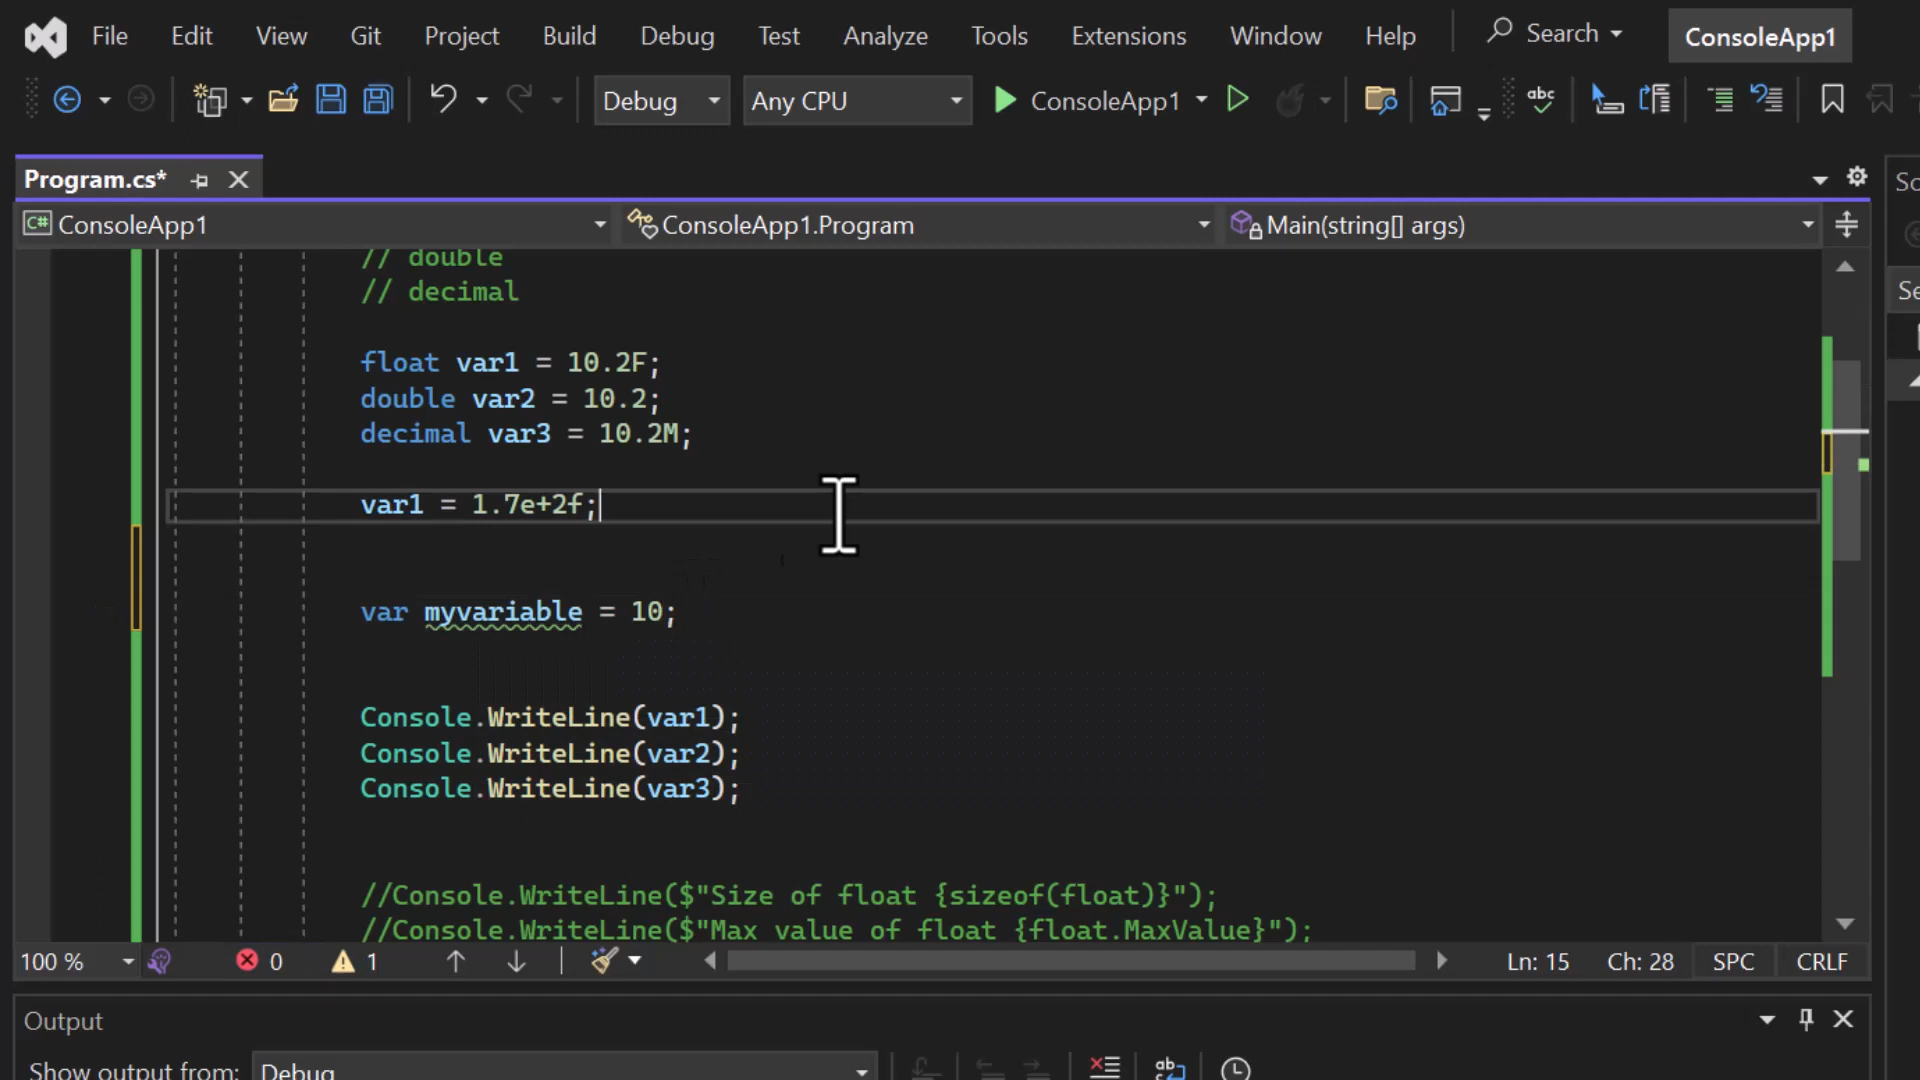 File Edit View Git Project Build Debug Test Analyze Tools Extensions Window Help Search ConsoleApp1
Debug Any CPU ConsoleApp1
Program.cs*
C# ConsoleApp1 ConsoleApp1.Program Main(string[] args)
// double
// decimal
float var1 = 10.2F;
double var2 = 10.2;
decimal var3 = 10.2M;
var1 = 1.7e+2f;
var myvariable = 10;
Console.WriteLine(var1);
Console.WriteLine(var2);
Console.WriteLine(var3);
//Console.WriteLine($"Size of float {sizeof(float)}");
//Console.WriteLine($"Max value of float {float.MaxValue}");
100 % 0 1 Ln: 15 Ch: 28 SPC CRLF
Output
Show output from: Debug